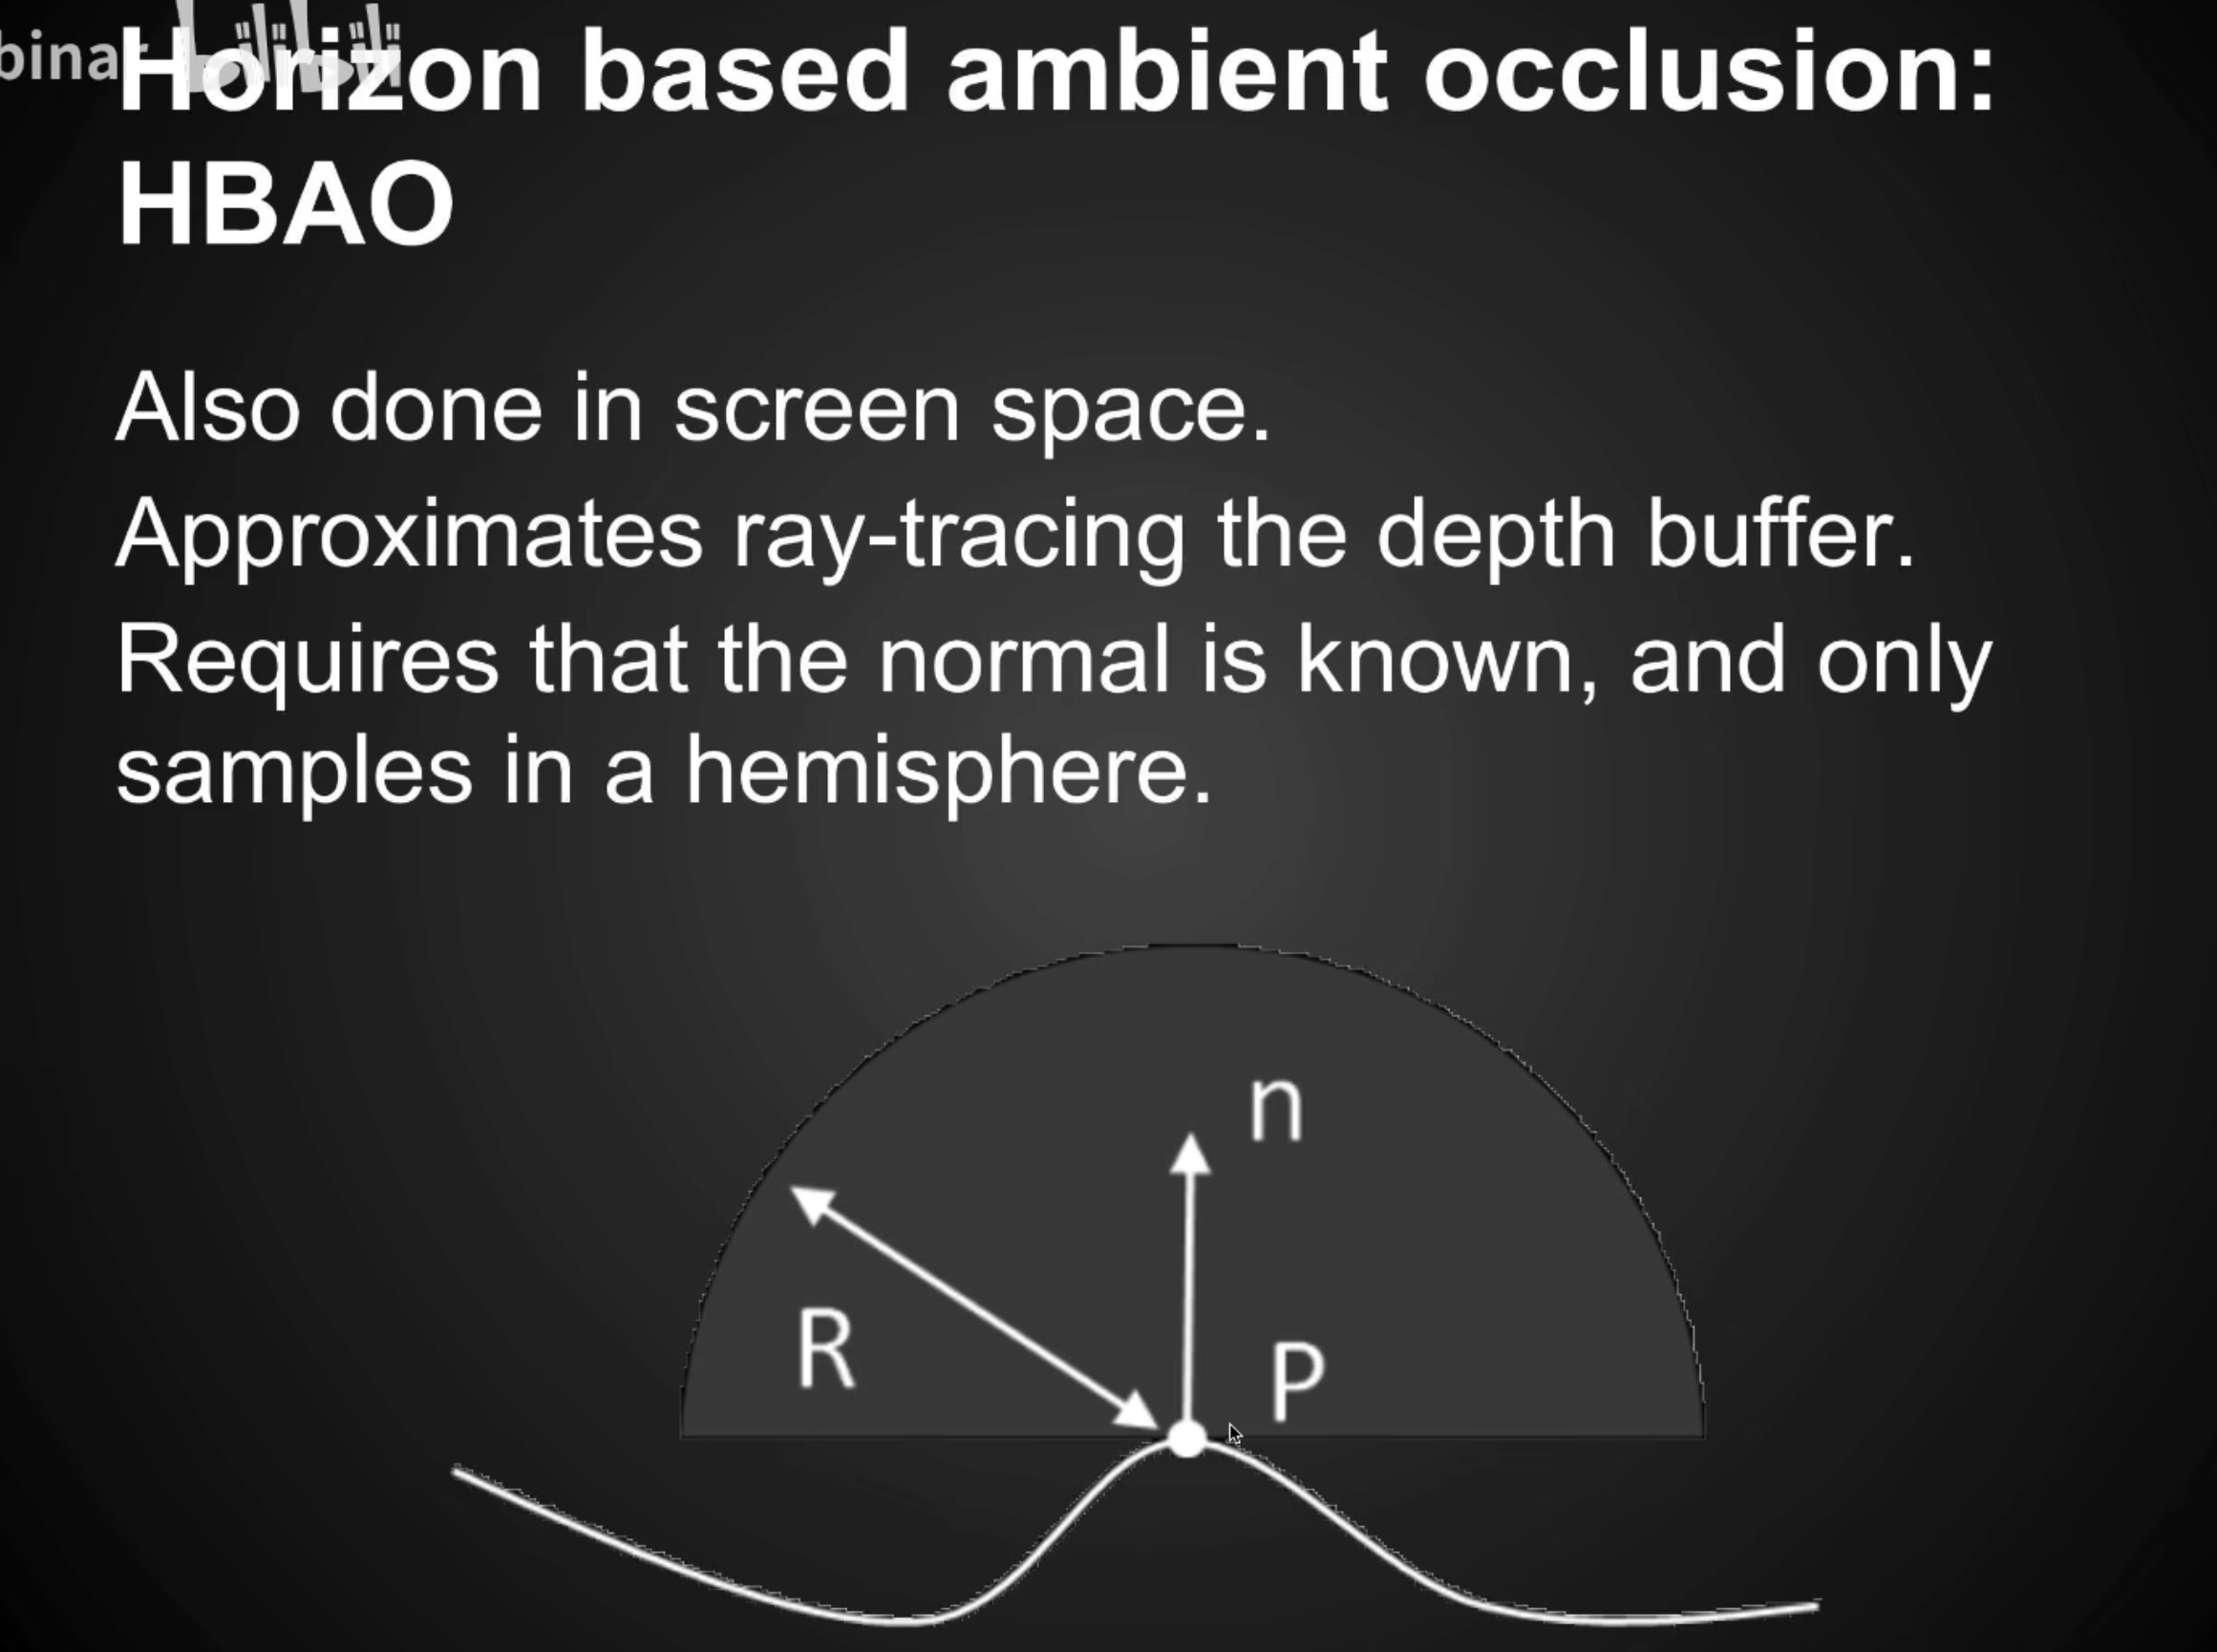 Horizon based ambient occlusion:
HBAO
Also done in screen space.
Approximates ray-tracing the depth buffer.
Requires that the normal is known, and only
samples in a hemisphere.
n
R
P